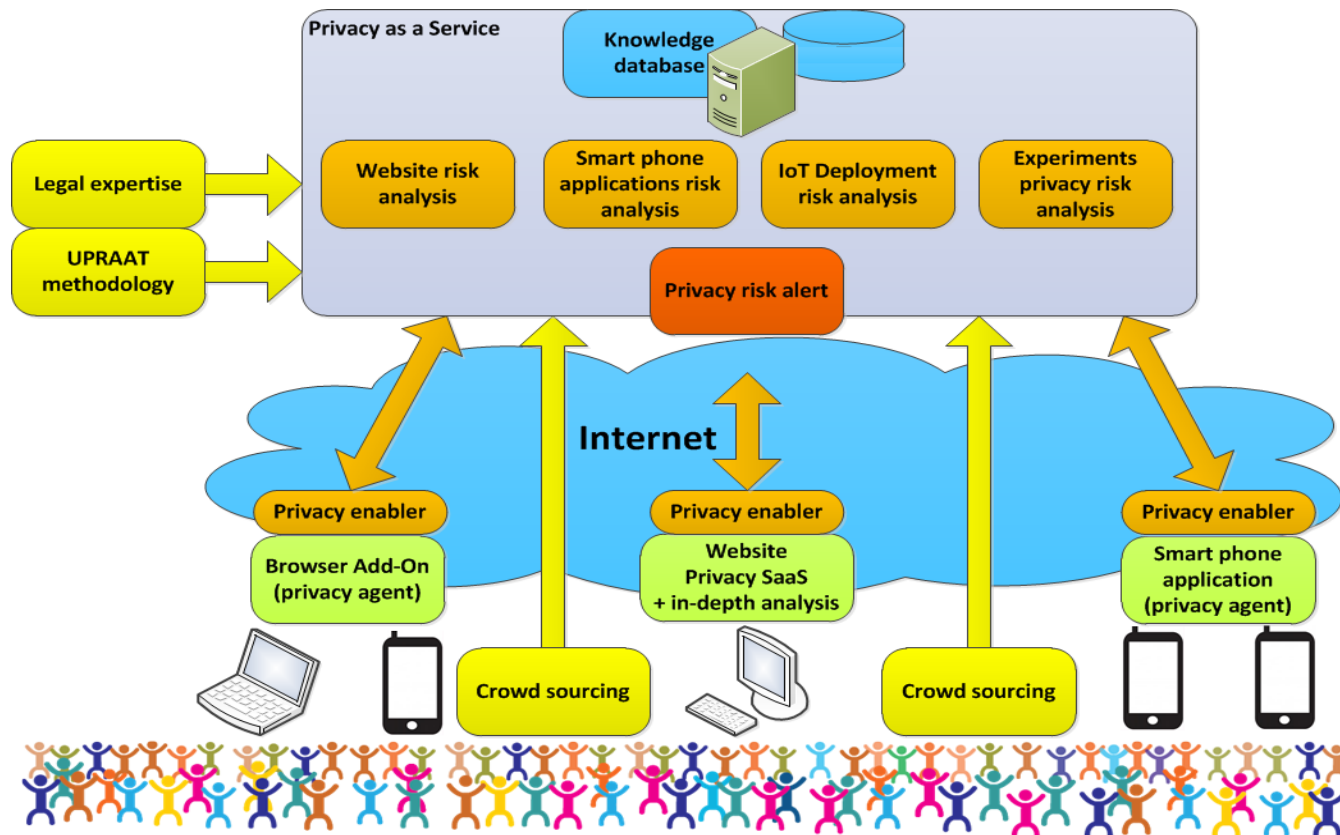 Privacy as a Service
Knowledge
database
Legal expertise
UPRAAT
methodology
Website risk
analysis
Smart phone
applications risk
analysis
IoT Deployment
risk analysis
Experiments
privacy risk
analysis
Privacy risk alert
Internet
Privacy enabler
Browser Add-On
(privacy agent)
Privacy enabler
Website
Privacy SaaS
+ in-depth analysis
Privacy enabler
Smart phone
application
(privacy agent)
Crowd sourcing
Crowd sourcing